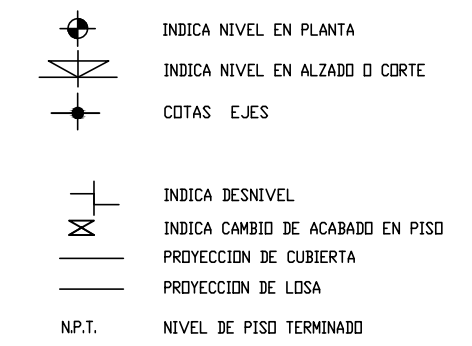 INDICA NIVEL EN PLANTA
INDICA NIVEL EN ALZADO O CORTE
COTAS EJES
INDICA DESNIVEL
INDICA CAMBIO DE ACABADO EN PISO
PROYECCION DE CUBIERTA
PROYECCION DE LOSA
N.P.T. NIVEL DE PISO TERMINADO